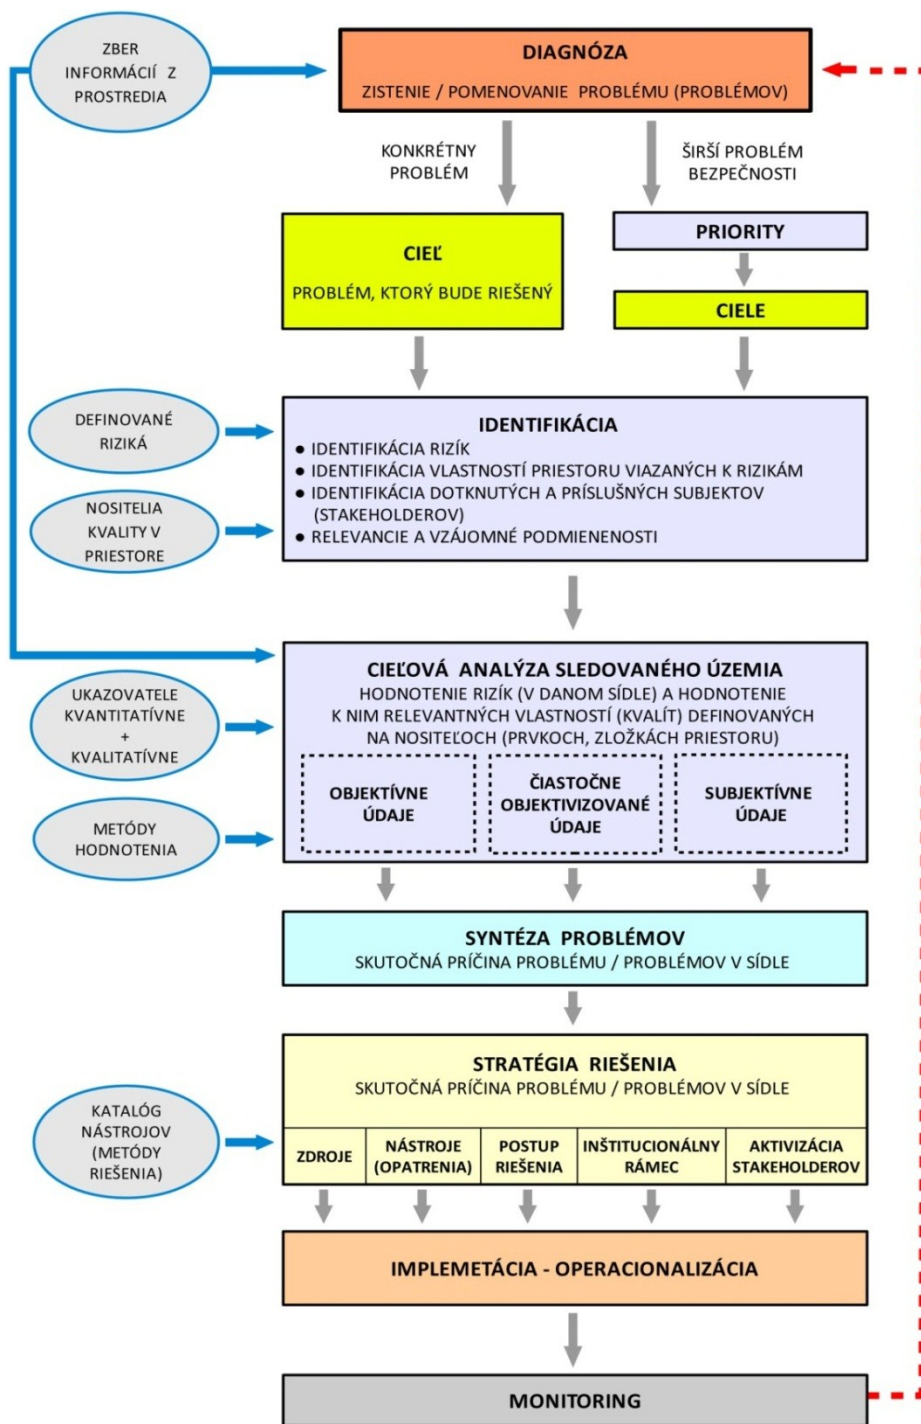 ZBER
INFORMÁCIÍ Z
PROSTREDIA
DIAGNÓZA
ZISTENIE / POMENOVANIE PROBLÉMU (PROBLÉMOV)
KONKRÉTNY
PROBLÉM
ŠIRŠÍ PROBLÉM
BEZPEČNOSTI
CIEĽ
PROBLÉM, KTORÝ BUDE RIEŠENÝ
PRIORITY
CIELE
DEFINOVANÉ
RIZIKÁ
NOSITELIA
KVALITY V
PRIESTORE
IDENTIFIKÁCIA
● IDENTIFIKÁCIA RIZÍK
● IDENTIFIKÁCIA VLASTNOSTÍ PRIESTORU VIAZANÝCH K RIZIKÁM
● IDENTIFIKÁCIA DOTKNUTÝCH A PRÍSLUŠNÝCH SUBJEKTOV
(STAKEHOLDEROV)
● RELEVANCIE A VZÁJOMNÉ PODMIENENOSTI
UKAZOVATELE
KVANTITATÍVNE
+
KVALITATÍVNE
METÓDY
HODNOTENIA
CIEĽOVÁ ANALÝZA SLEDOVANÉHO ÚZEMIA
HODNOTENIE RIZÍK (V DANOM SÍDLE) A HODNOTENIE
K NIM RELEVANTNÝCH VLASTNOSTÍ (KVALÍT) DEFINOVANÝCH
NA NOSITEĽOCH (PRVKOCH, ZLOŽKÁCH PRIESTORU)
OBJEKTÍVNE
ÚDAJE
ČIASTOČNE
OBJEKTIVIZOVANÉ
ÚDAJE
SUBJEKTÍVNE
ÚDAJE
SYNTÉZA PROBLÉMOV
SKUTOČNÁ PRÍČINA PROBLÉMU / PROBLÉMOV V SÍDLE
KATALÓG
NÁSTROJOV
(METÓDY
RIEŠENIA)
STRATÉGIA RIEŠENIA
SKUTOČNÁ PRÍČINA PROBLÉMU / PROBLÉMOV V SÍDLE
ZDROJE
NÁSTROJE
(OPATRENIA)
POSTUP
RIEŠENIA
INŠTITUCIONÁLNY
RÁMEC
AKTIVIZÁCIA
STAKEHOLDEROV
IMPLEMETÁCIA - OPERACIONALIZÁCIA
MONITORING